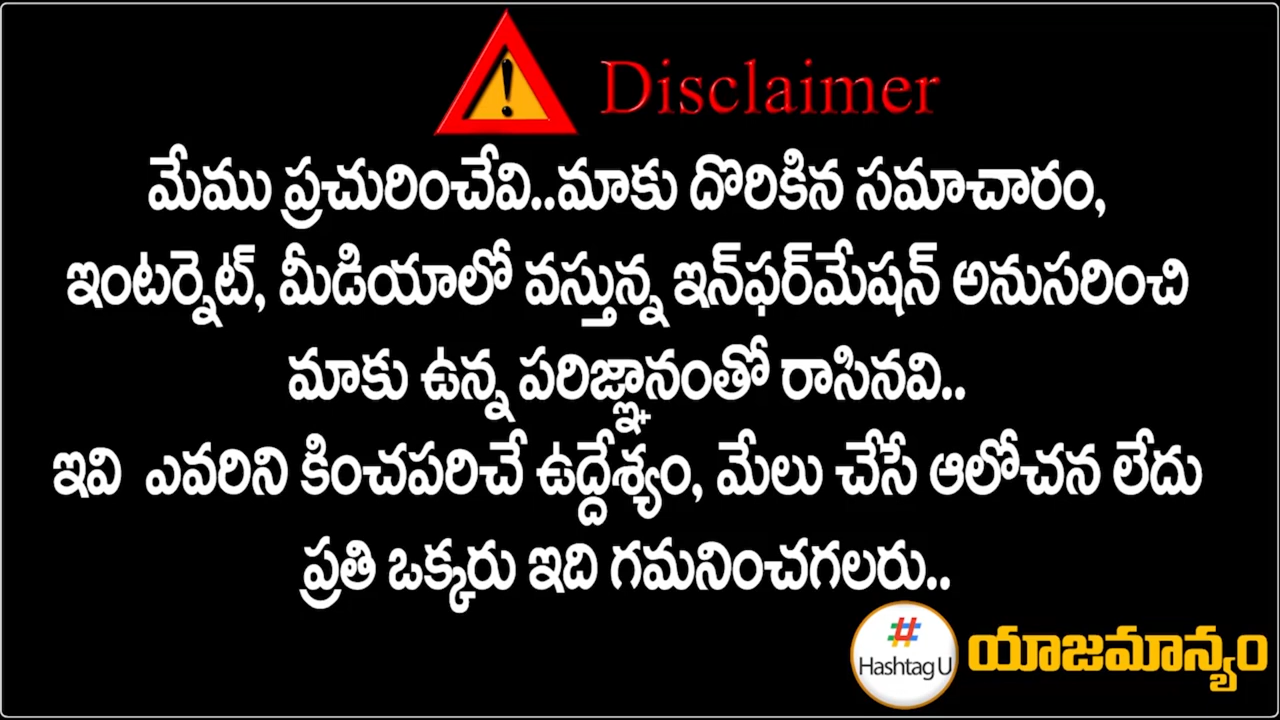 Disclaimer
మేము ప్రచురించేవి..మాకు దొరికిన సమాచారం,
ఇంటర్నెట్, మీడియాలో వస్తున్న ఇన్‌ఫర్‌మేషన్ అనుసరించి
మాకు ఉన్న పరిజ్ఞానంతో రాసినవి..
ఇవి ఎవరిని కించపరిచే ఉద్దేశ్యం, మేలు చేసే ఆలోచన లేదు
ప్రతి ఒక్కరు ఇది గమనించగలరు..
#
Hashtag U
యాజమాన్యం